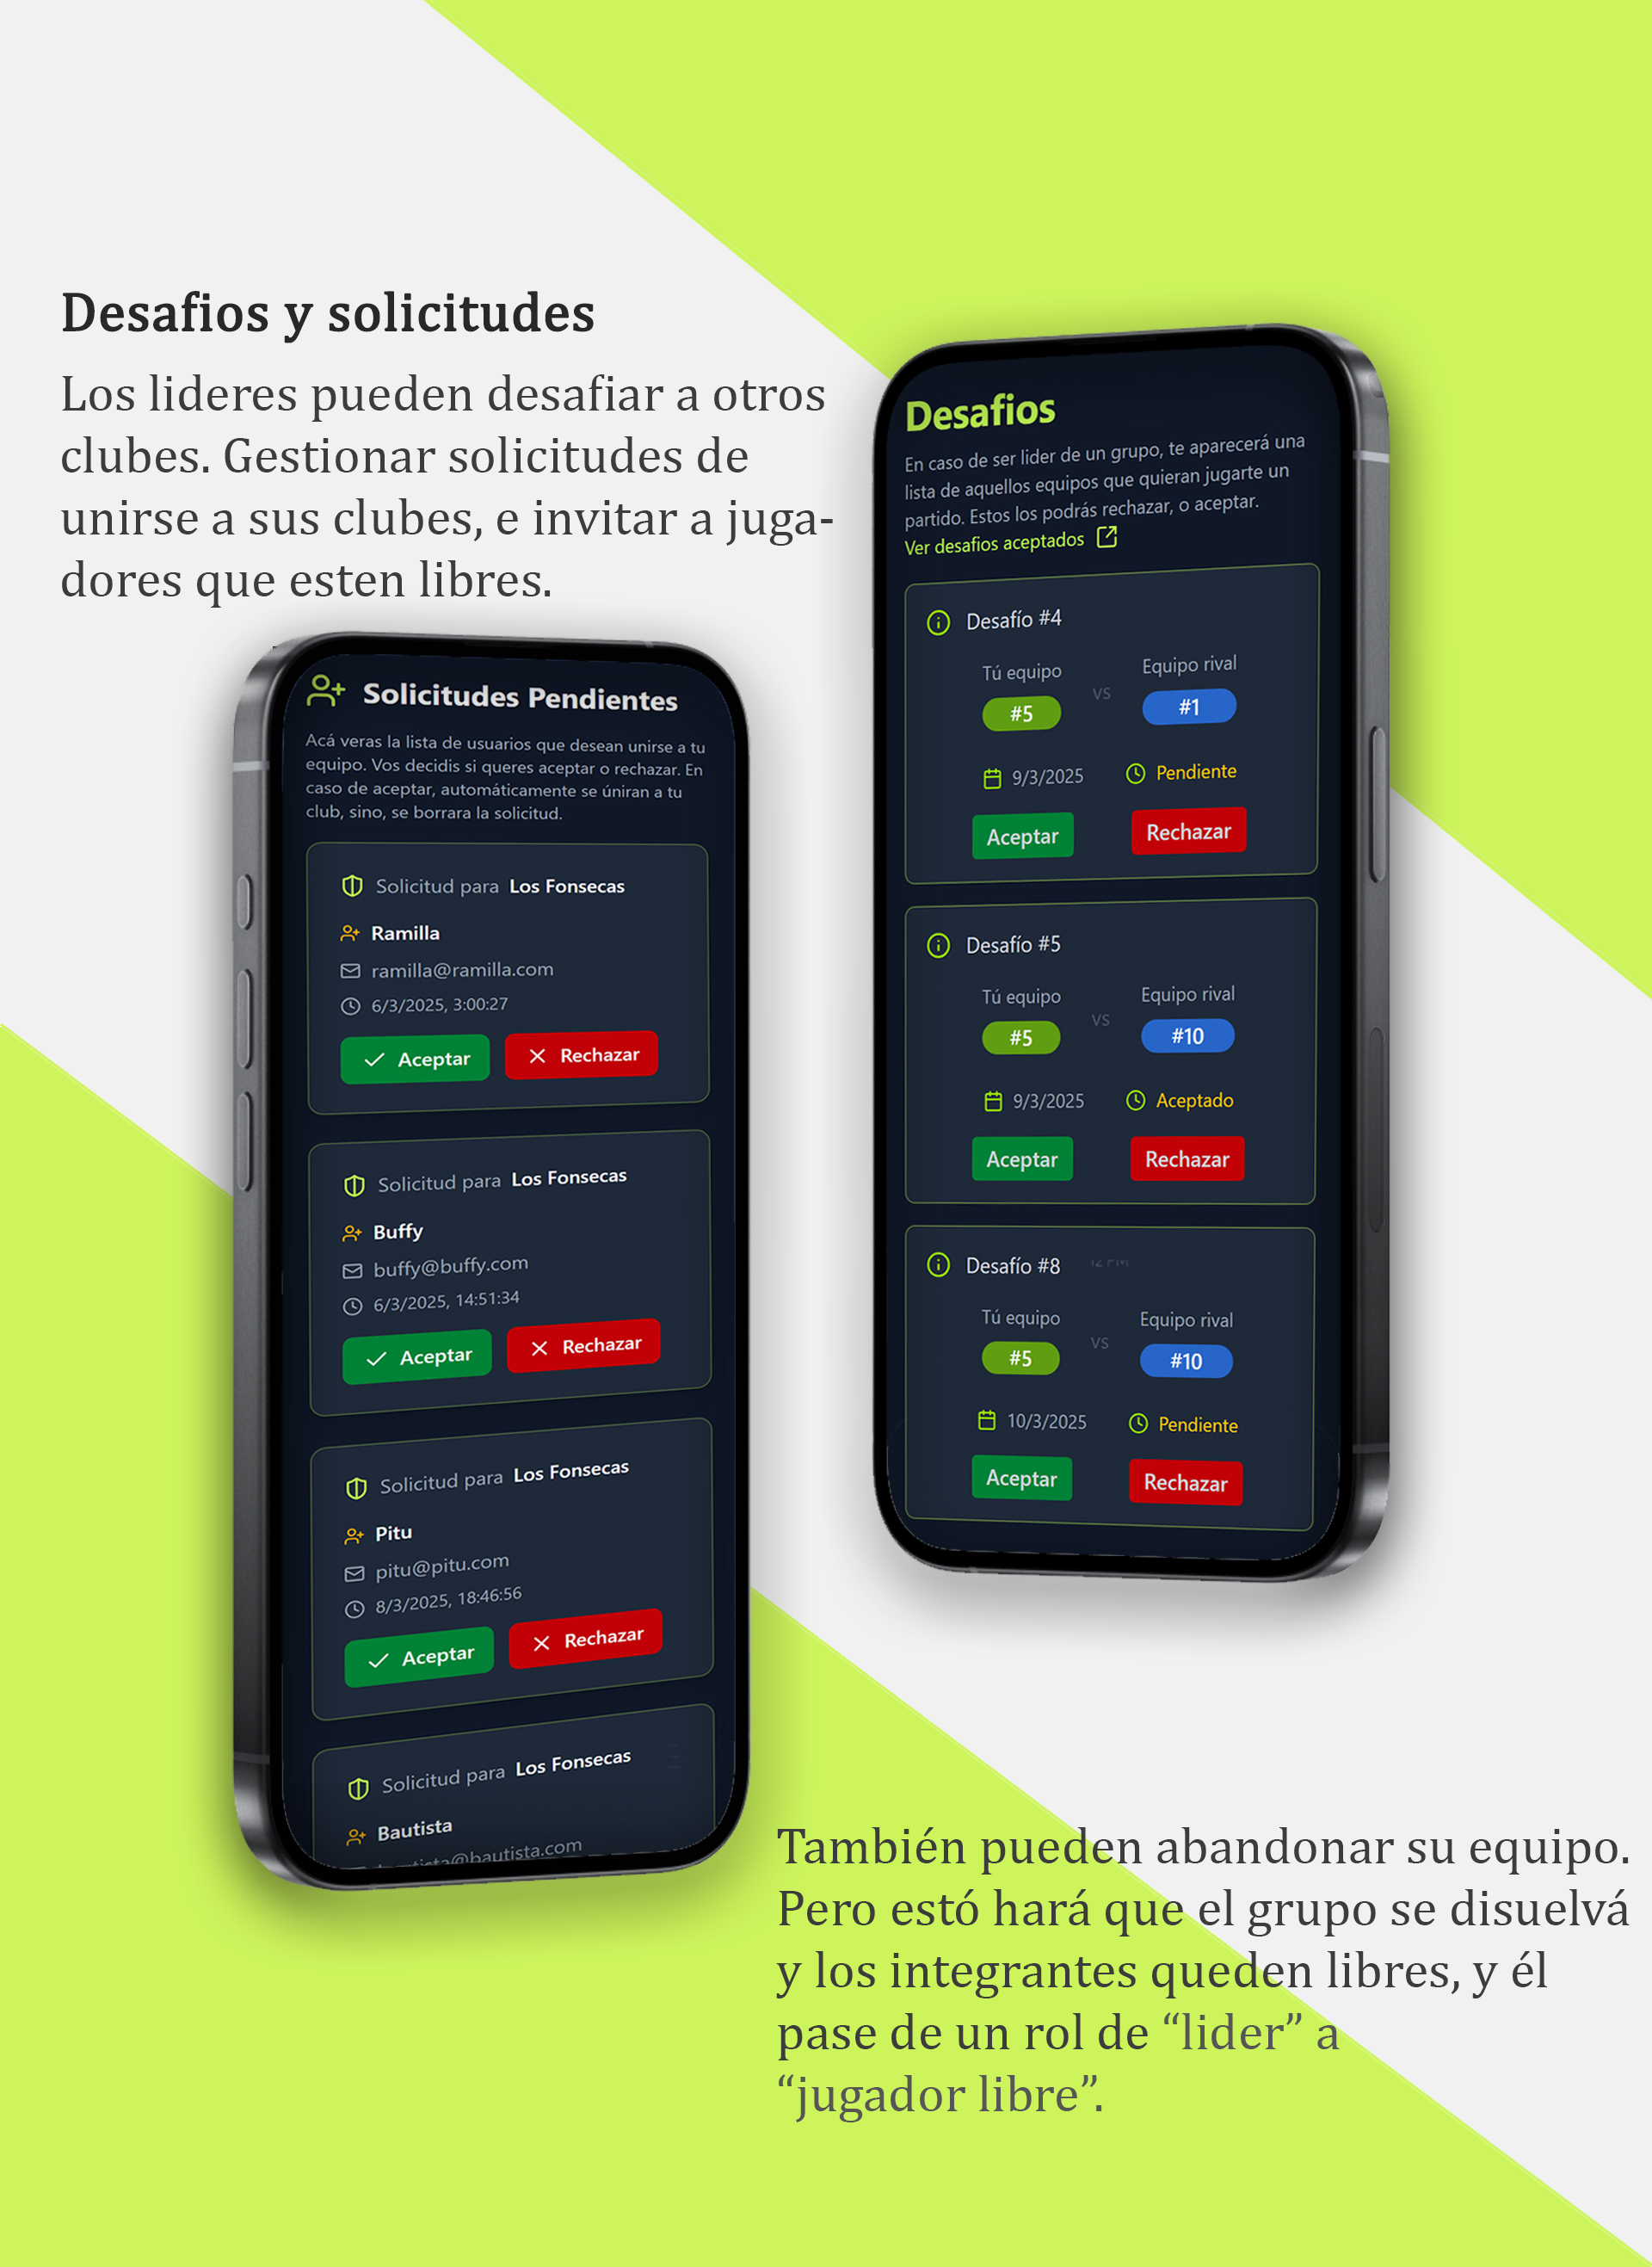 Desafios y solicitudes
Los lideres pueden desafiar a otros
clubes. Gestionar solicitudes de
unirse a sus clubes, e invitar a juga-
dores que esten libres.
Solicitudes Pendientes
Acá veras la lista de usuarios que desean unirse a tu
equipo. Vos decidis si queres aceptar o rechazar. En
caso de aceptar, automáticamente se úniran a tu
club, sino, se borrara la solicitud.
Solicitud para Los Fonsecas
Ramilla
ramilla@ramilla.com
6/3/2025, 3:00:27
Aceptar Rechazar
Solicitud para Los Fonsecas
Buffy
buffy@buffy.com
6/3/2025, 14:51:34
Aceptar Rechazar
Solicitud para Los Fonsecas
Pitu
pitu@pitu.com
8/3/2025, 18:46:56
Aceptar Rechazar
Solicitud para Los Fonsecas
Bautista
Desafios
En caso de ser lider de un grupo, te aparecerá una
lista de aquellos equipos que quieran jugarte un
partido. Estos los podrás rechazar, o aceptar.
Ver desafios aceptados
Desafío #4
Tú equipo vs Equipo rival
#5 #1
9/3/2025 Pendiente
Aceptar Rechazar
Desafío #5
Tú equipo vs Equipo rival
#5 #10
9/3/2025 Aceptado
Aceptar Rechazar
Desafío #8
Tú equipo vs Equipo rival
#5 #10
10/3/2025 Pendiente
Aceptar Rechazar
También pueden abandonar su equipo.
Pero estó hará que el grupo se disuelvá
y los integrantes queden libres, y él
pase de un rol de “lider” a
“jugador libre”.